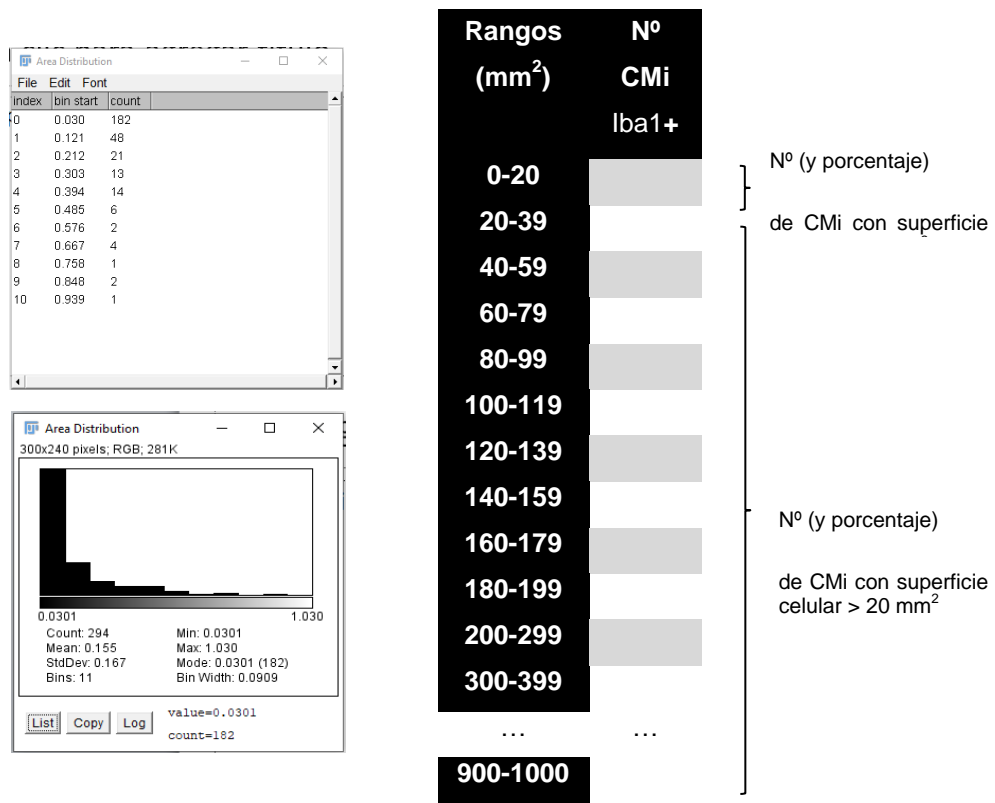 Area Distribution
File Edit Font
index bin start count
0 0.030 182
1 0.121 48
2 0.212 21
3 0.303 13
4 0.394 14
5 0.485 6
6 0.576 2
7 0.667 4
8 0.758 1
9 0.848 2
10 0.939 1
Area Distribution
300x240 pixels; RGB; 281K
0.0301 1.030
Count: 294 Min: 0.0301
Mean: 0.155 Max: 1.030
StdDev: 0.167 Mode: 0.0301 (182)
Bins: 11 Bin Width: 0.0909
List Copy Log
value=0.0301
count=182
Rangos Nº
(mm²) CMi
Iba1+
0-20
20-39
40-59
60-79
80-99
100-119
120-139
140-159
160-179
180-199
200-299
300-399
… …
900-1000
Nº (y porcentaje)
de CMi con superficie
Nº (y porcentaje)
de CMi con superficie
celular > 20 mm²